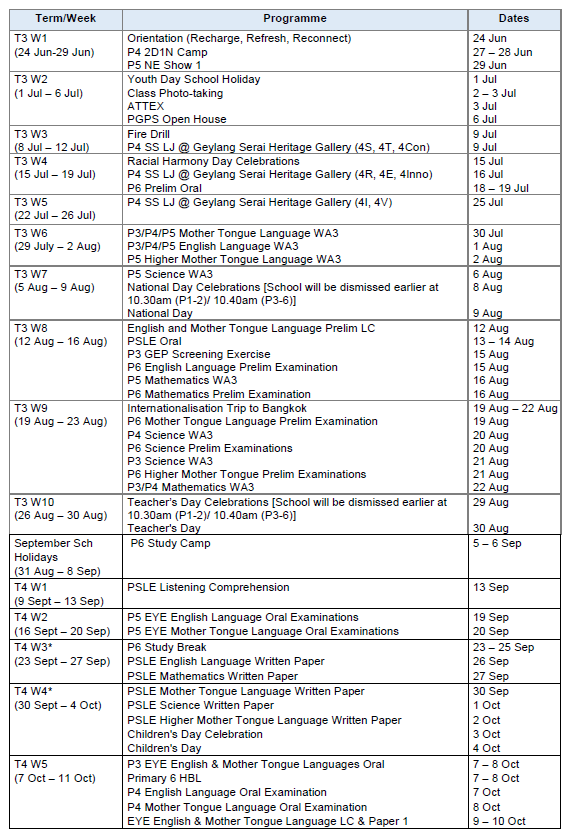 Term/Week Programme Dates
T3 W1 Orientation (Recharge, Refresh, Reconnect) 24 Jun
(24 Jun-29 Jun) P4 2D1N Camp 27 – 28 Jun
P5 NE Show 1 29 Jun
T3 W2 Youth Day School Holiday 1 Jul
(1 Jul – 6 Jul) Class Photo-taking 2 – 3 Jul
ATTEX 3 Jul
PGPS Open House 6 Jul
T3 W3 Fire Drill 9 Jul
(8 Jul – 12 Jul) P4 SS LJ @ Geylang Serai Heritage Gallery (4S, 4T, 4Con) 9 Jul
T3 W4 Racial Harmony Day Celebrations 15 Jul
(15 Jul – 19 Jul) P4 SS LJ @ Geylang Serai Heritage Gallery (4R, 4E, 4Inno) 16 Jul
P6 Prelim Oral 18 – 19 Jul
T3 W5 P4 SS LJ @ Geylang Serai Heritage Gallery (4I, 4V) 25 Jul
(22 Jul – 26 Jul)
T3 W6 P3/P4/P5 Mother Tongue Language WA3 30 Jul
(29 July – 2 Aug) P3/P4/P5 English Language WA3 1 Aug
P5 Higher Mother Tongue Language WA3 2 Aug
T3 W7 P5 Science WA3 6 Aug
(5 Aug – 9 Aug) National Day Celebrations [School will be dismissed earlier at 8 Aug
10.30am (P1-2)/ 10.40am (P3-6)]
National Day 9 Aug
T3 W8 English and Mother Tongue Language Prelim LC 12 Aug
(12 Aug – 16 Aug) PSLE Oral 13 – 14 Aug
P3 GEP Screening Exercise 15 Aug
P6 English Language Prelim Examination 15 Aug
P5 Mathematics WA3 16 Aug
P6 Mathematics Prelim Examination 16 Aug
T3 W9 Internationalisation Trip to Bangkok 19 Aug – 22 Aug
(19 Aug – 23 Aug) P6 Mother Tongue Language Prelim Examination 19 Aug
P4 Science WA3 20 Aug
P6 Science Prelim Examinations 20 Aug
P3 Science WA3 21 Aug
P6 Higher Mother Tongue Prelim Examinations 21 Aug
P3/P4 Mathematics WA3 22 Aug
T3 W10 Teacher's Day Celebrations [School will be dismissed earlier at 29 Aug
(26 Aug – 30 Aug) 10.30am (P1-2)/ 10.40am (P3-6)]
Teacher's Day 30 Aug
September Sch P6 Study Camp 5 – 6 Sep
Holidays
(31 Aug – 8 Sep)
T4 W1 PSLE Listening Comprehension 13 Sep
(9 Sept – 13 Sep)
T4 W2 P5 EYE English Language Oral Examinations 19 Sep
(16 Sept – 20 Sep) P5 EYE Mother Tongue Language Oral Examinations 20 Sep
T4 W3* P6 Study Break 23 – 25 Sep
(23 Sept – 27 Sep) PSLE English Language Written Paper 26 Sep
PSLE Mathematics Written Paper 27 Sep
T4 W4* PSLE Mother Tongue Language Written Paper 30 Sep
(30 Sept – 4 Oct) PSLE Science Written Paper 1 Oct
PSLE Higher Mother Tongue Language Written Paper 2 Oct
Children's Day Celebration 3 Oct
Children's Day 4 Oct
T4 W5 P3 EYE English & Mother Tongue Languages Oral 7 – 8 Oct
(7 Oct – 11 Oct) Primary 6 HBL 7 – 8 Oct
P4 English Language Oral Examination 7 Oct
P4 Mother Tongue Language Oral Examination 8 Oct
EYE English & Mother Tongue Language LC & Paper 1 9 – 10 Oct